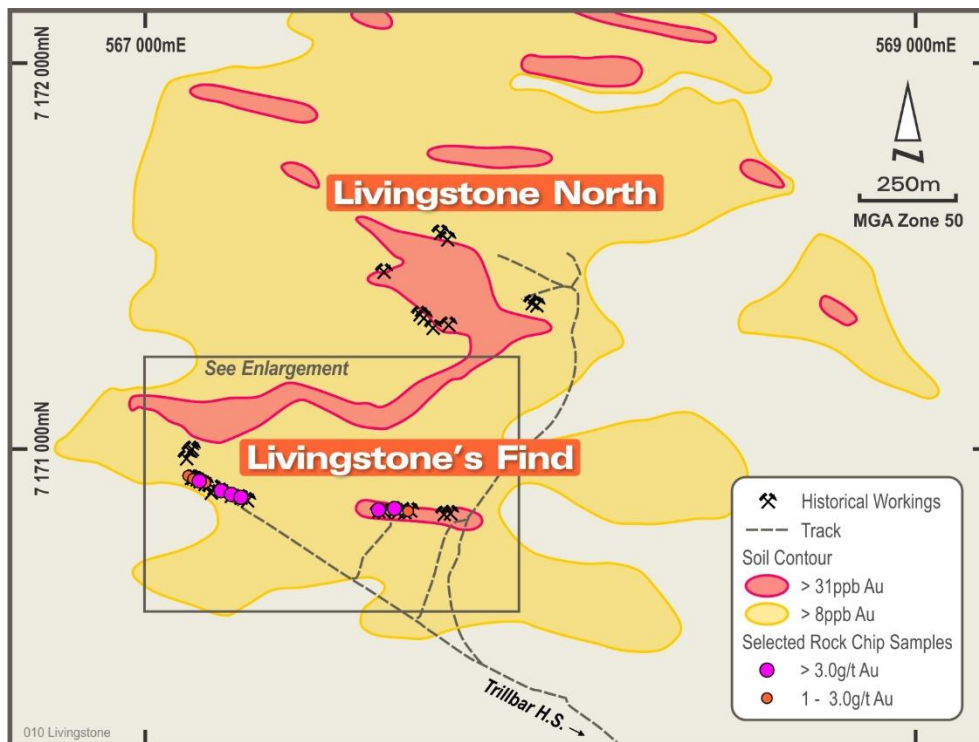 567 000mE
569 000mE
7 172 000mN
250m
MGA Zone 50
Livingstone North
See Enlargement
7 171 000mN
Livingstone's Find
Historical Workings
Track
Soil Contour
> 31ppb Au
> 8ppb Au
Selected Rock Chip Samples
> 3.0g/t Au
1 - 3.0g/t Au
Trillbar H.S.
010 Livingstone